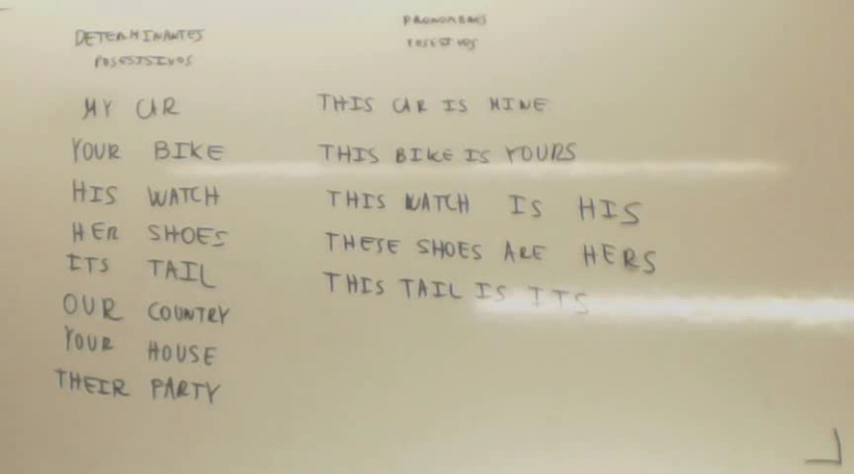 DETERMINANTES
POSESISIVOS
PRONOMBRES
POSESIVOS
MY CAR
THIS CAR IS MINE
YOUR BIKE
THIS BIKE IS YOURS
HIS WATCH
THIS WATCH IS HIS
HER SHOES
THESE SHOES ARE HERS
ITS TAIL
THIS TAIL IS ITS
OUR COUNTRY
YOUR HOUSE
THEIR PARTY